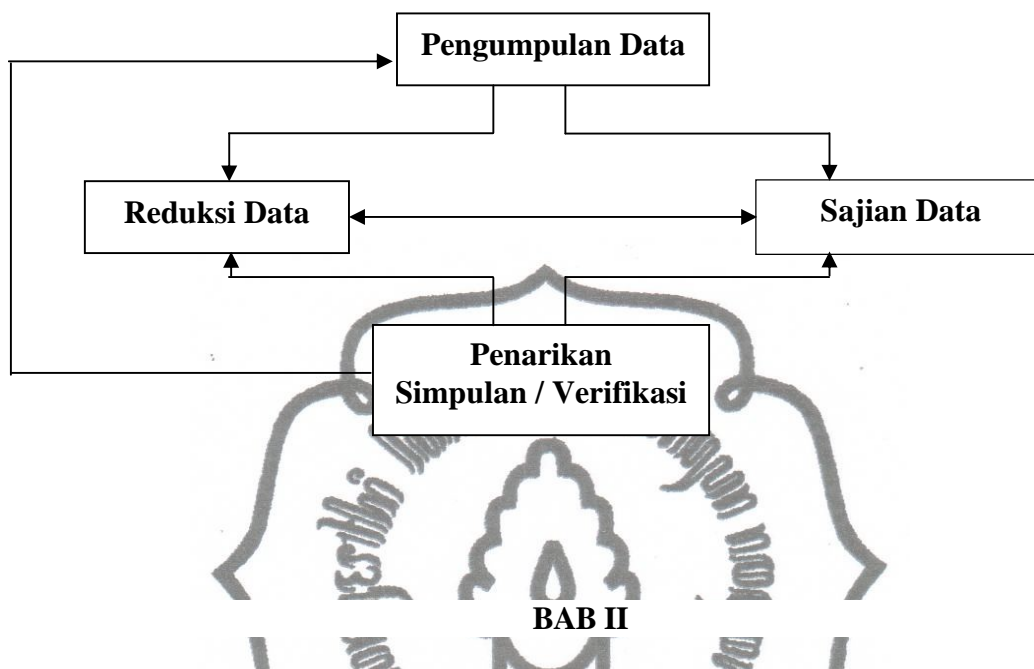 Pengumpulan Data
Reduksi Data
Sajian Data
Penarikan
Simpulan / Verifikasi
BAB II